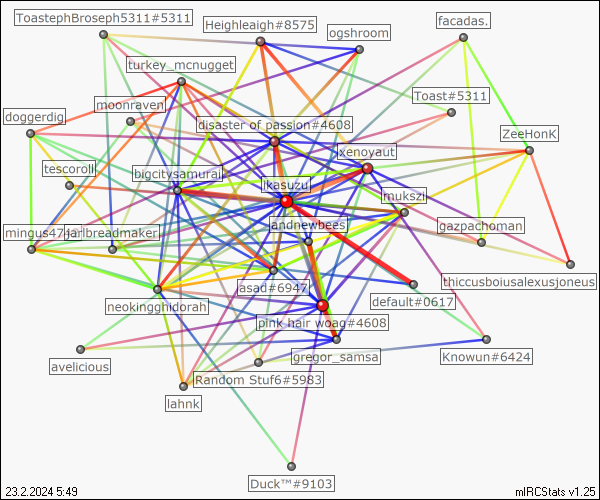 ToastephBroseph5311#5311
Heighleaigh#8575
facadas.
ogshroom
turkey_mcnugget
Toast#5311
moonraven
doggerdig
disaster of passion#4608
ZeeHonK
xenoyaut
tescoroll
bigcitysamurai
ikasuzu
mukszi
mingus47
jarlbreadmaker
andnewbees
gazpachoman
thiccusboiusalexusjoneus
asad#6947
default#0617
neokingghidorah
pink hair woag#4608
gregor_samsa
Knowun#6424
avelicious
Random Stuf6#5983
lahnk
Duck™#9103
23.2.2024 5:49
mIRCStats v1.25